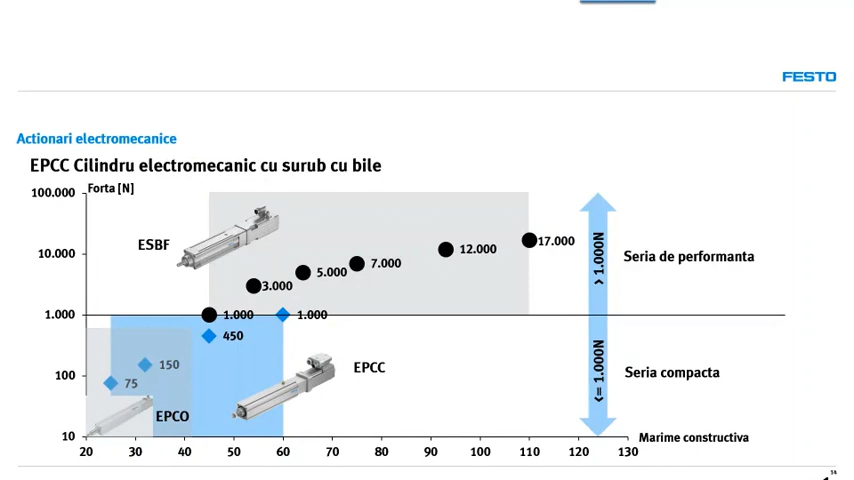 FESTO
Actionari electromecanice
EPCC Cilindru electromecanic cu surub cu bile
100.000
Forta [N]
ESBF
17.000
12.000
10.000
7.000
5.000
3.000
> 1.000N
Seria de performanta
1.000
1.000
1.000
450
150
EPCC
<= 1.000N
Seria compacta
100
75
EPCO
10
Marime constructiva
20 30 40 50 60 70 80 90 100 110 120 130